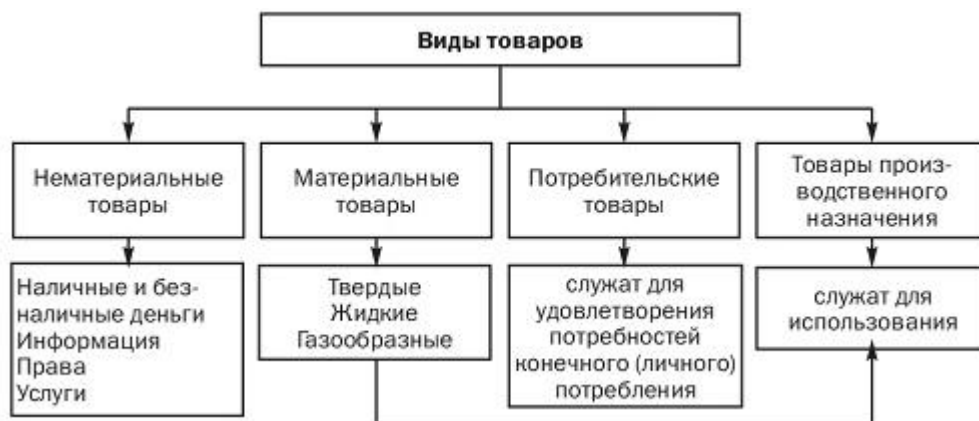 Виды товаров
Нематериальные
товары
Материальные
товары
Потребительские
товары
Товары произ-
водственного
назначения
Наличные и без-
наличные деньги
Информация
Права
Услуги
Твердые
Жидкие
Газообразные
служат для
удовлетворения
потребностей
конечного (личного)
потребления
служат для
использования